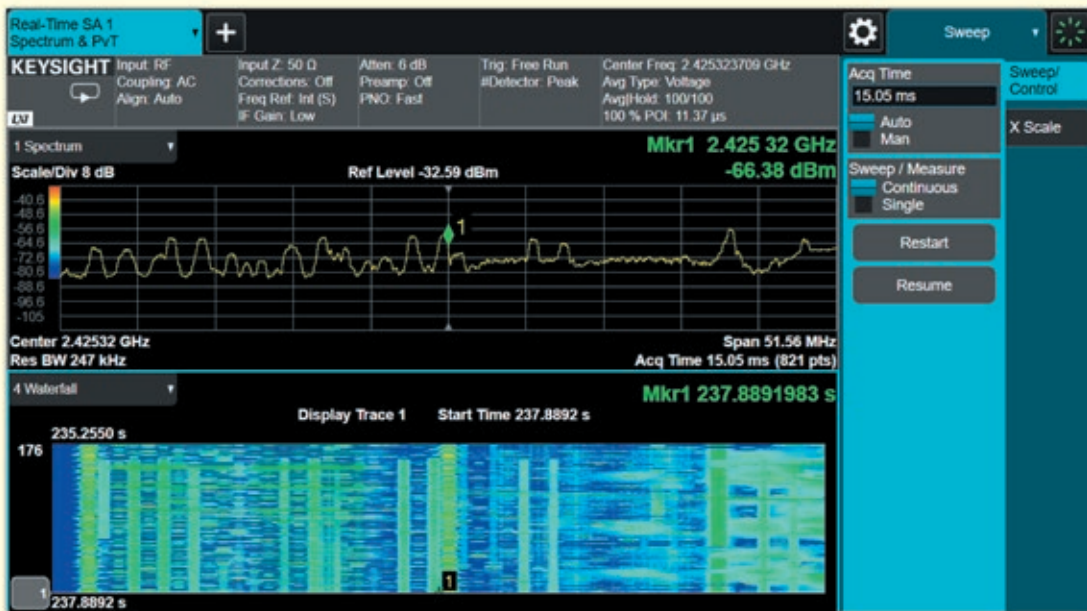 Real-Time SA 1
Spectrum & PvT
+
Sweep
KEYSIGHT
Input: RF
Coupling: AC
Align: Auto
Input Z: 50 Ω
Corrections: Off
Freq Ref: Int (S)
IF Gain: Low
Atten: 6 dB
Preamp: Off
PNO: Fast
Trig: Free Run
#Detector: Peak
Center Freq: 2.425323709 GHz
Avg Type: Voltage
Avg|Hold: 100/100
100 % POI: 11.37 µs
LXI
1 Spectrum
Mkr1 2.425 32 GHz
Scale/Div 8 dB
Ref Level -32.59 dBm
-66.38 dBm
-40.6
-48.6
-56.6
-64.6
-72.6
-80.6
-88.6
-96.6
-105
1
Center 2.42532 GHz
Span 51.56 MHz
Res BW 247 kHz
Acq Time 15.05 ms (821 pts)
4 Waterfall
Mkr1 237.8891983 s
Display Trace 1
Start Time 237.8892 s
235.2550 s
176
1
1
237.8892 s
Acq Time
15.05 ms
Auto
Man
Sweep / Measure
Continuous
Single
Restart
Resume
Sweep/
Control
X Scale